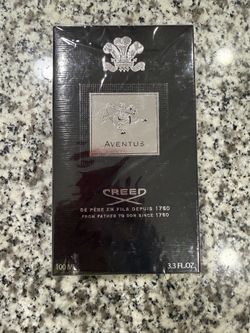 AVENTUS
CREED
DE PÈRE EN FILS DEPUIS 1760
FROM FATHER TO SON SINCE 1760
100 ML
3.3 FL.OZ.